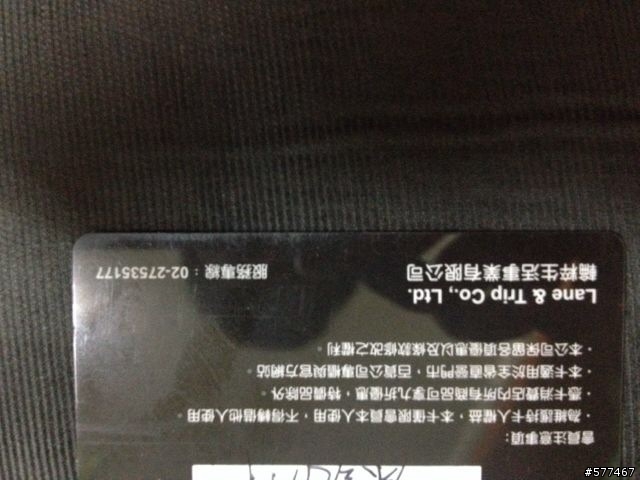 會員注意事項：
・為維護持卡人權益，本卡僅限會員本人使用，不得轉借他人使用。
・憑卡消費店內所有商品可享九折優惠，特價品除外。
・本卡適用於全省直營門市，百貨公司專櫃與官方網站。
・本公司保留各項優惠以及條款修改之權利。
Lane & Trip Co., Ltd.
輪粹生活事業有限公司
服務專線：02-27535177
#577467